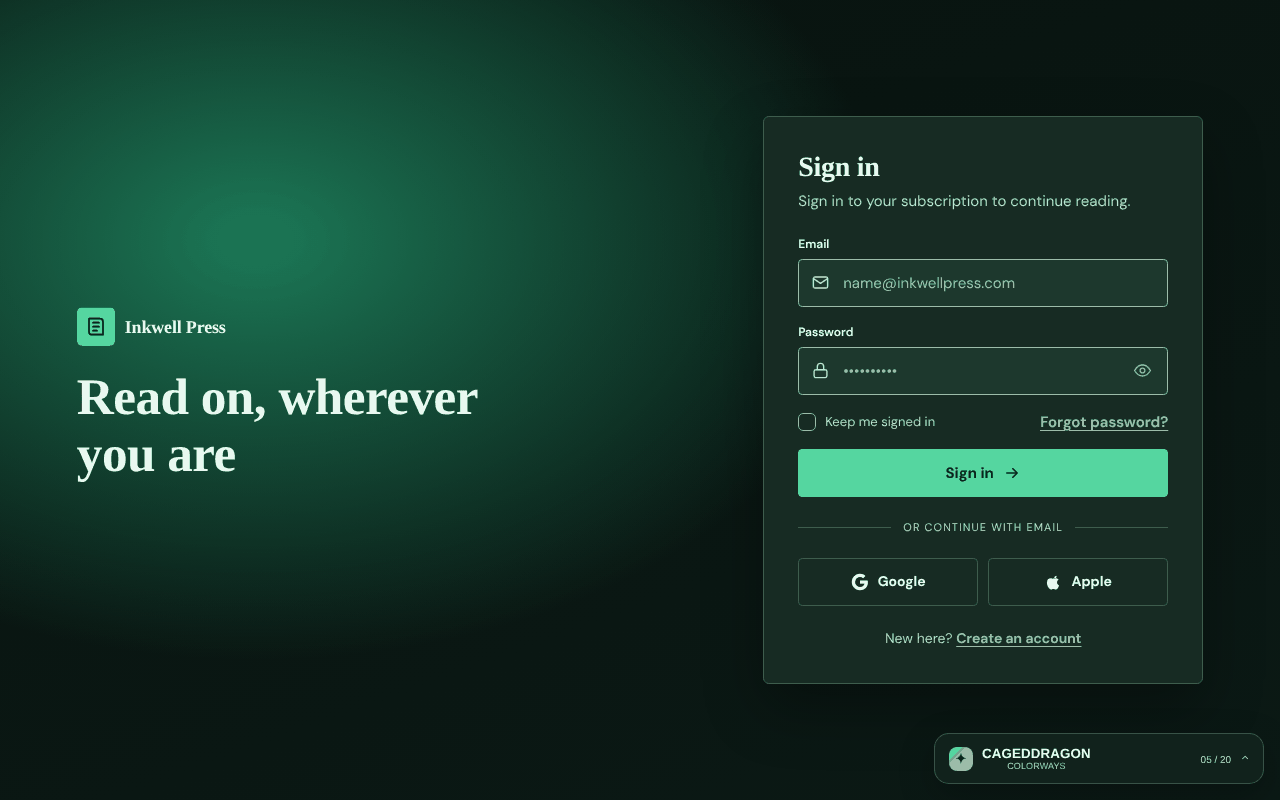 Inkwell Press
Read on, wherever
you are
Sign in
Sign in to your subscription to continue reading.
Email
name@inkwellpress.com
Password
••••••••••
Keep me signed in
Forgot password?
Sign in →
OR CONTINUE WITH EMAIL
Google
Apple
New here? Create an account
CAGEDDRAGON
COLORWAYS
05 / 20